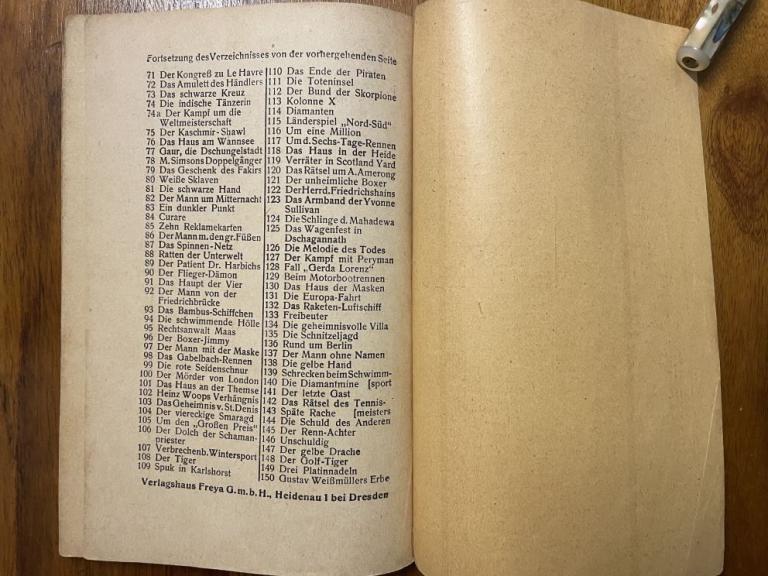 Fortsetzung des Verzeichnisses von der vorhergehenden Seite
71 Der Kongreß zu Le Havre
72 Das Amulett des Händlers
73 Das schwarze Kreuz
74 Die indische Tänzerin
74a Der Kampf um die
Weltmeisterschaft
75 Der Kaschmir-Shawl
76 Das Haus am Wannsee
77 Gaur, die Dschungelstadt
78 M. Simsons Doppelgänger
79 Das Geschenk des Fakirs
80 Weiße Sklaven
81 Die schwarze Hand
82 Der Mann um Mitternacht
83 Ein dunkler Punkt
84 Curare
85 Zehn Reklamekarten
86 Der Mann m. den gr. Füßen
87 Das Spinnen-Netz
88 Ratten der Unterwelt
89 Der Patient Dr. Harbichs
90 Der Flieger-Dämon
91 Das Haupt der Vier
92 Der Mann von der
Friedrichbrücke
93 Das Bambus-Schiffchen
94 Die schwimmende Hölle
95 Rechtsanwalt Maas
96 Der Boxer-Jimmy
97 Der Mann mit der Maske
98 Das Gabelbach-Rennen
99 Die rote Seidenschnur
100 Der Mörder von London
101 Das Haus an der Themse
102 Heinz Woops Verhängnis
103 Das Geheimnis v. St. Denis
104 Der viereckige Smaragd
105 Um den „Großen Preis“
106 Der Dolch der Schaman-
priester
107 Verbrechen b. Wintersport
108 Der Tiger
109 Spuk in Karlshorst
110 Das Ende der Piraten
111 Die Toteninsel
112 Der Bund der Skorpione
113 Kolonne X
114 Diamanten
115 Länderspiel „Nord-Süd“
116 Um eine Million
117 Um d. Sechs-Tage-Rennen
118 Das Haus in der Heide
119 Verräter in Scotland Yard
120 Das Rätsel um A. Amerong
121 Der unheimliche Boxer
122 Der Herr d. Friedrichshains
123 Das Armband der Yvonne
Sullivan
124 Die Schlinge d. Mahadewa
125 Das Wagenfest in
Dschagannath
126 Die Melodie des Todes
127 Der Kampf mit Peryman
128 Fall „Gerda Lorenz“
129 Beim Motorbootrennen
130 Das Haus der Masken
131 Die Europa-Fahrt
132 Das Raketen-Luftschiff
133 Freibeuter
134 Die geheimnisvolle Villa
135 Die Schnitzeljagd
136 Rund um Berlin
137 Der Mann ohne Namen
138 Die gelbe Hand
139 Schrecken beim Schwimm-
140 Die Diamantmine [sport
141 Der letzte Gast
142 Das Rätsel des Tennis-
143 Späte Rache [meisters
144 Die Schuld des Anderen
145 Der Renn-Achter
146 Unschuldig
147 Der gelbe Drache
148 Der Golf-Tiger
149 Drei Platinnadeln
150 Gustav Weißmüllers Erbe
Verlagshaus Freya G.m.b.H., Heidenau I bei Dresden